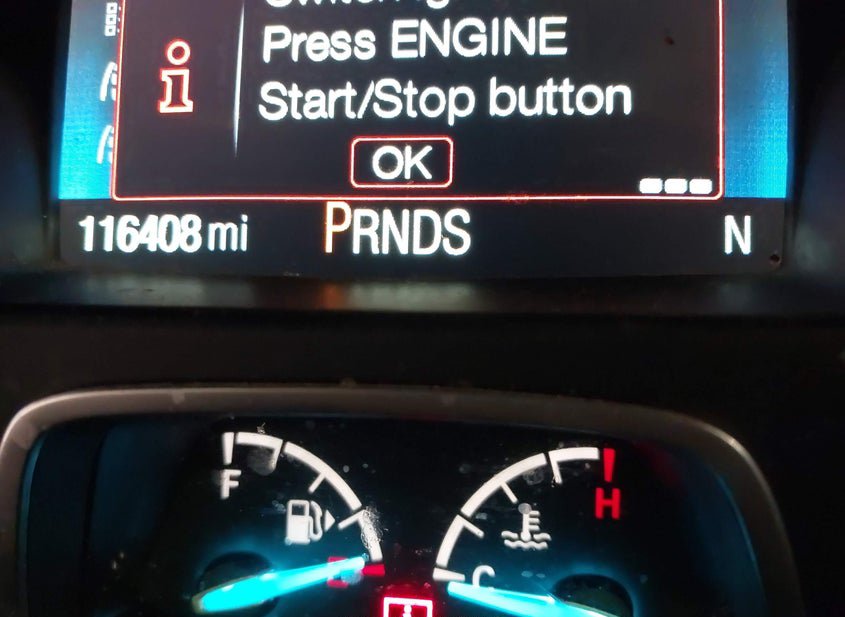 Press ENGINE
Start/Stop button
OK
116408 mi PRNDS N
F
H
C